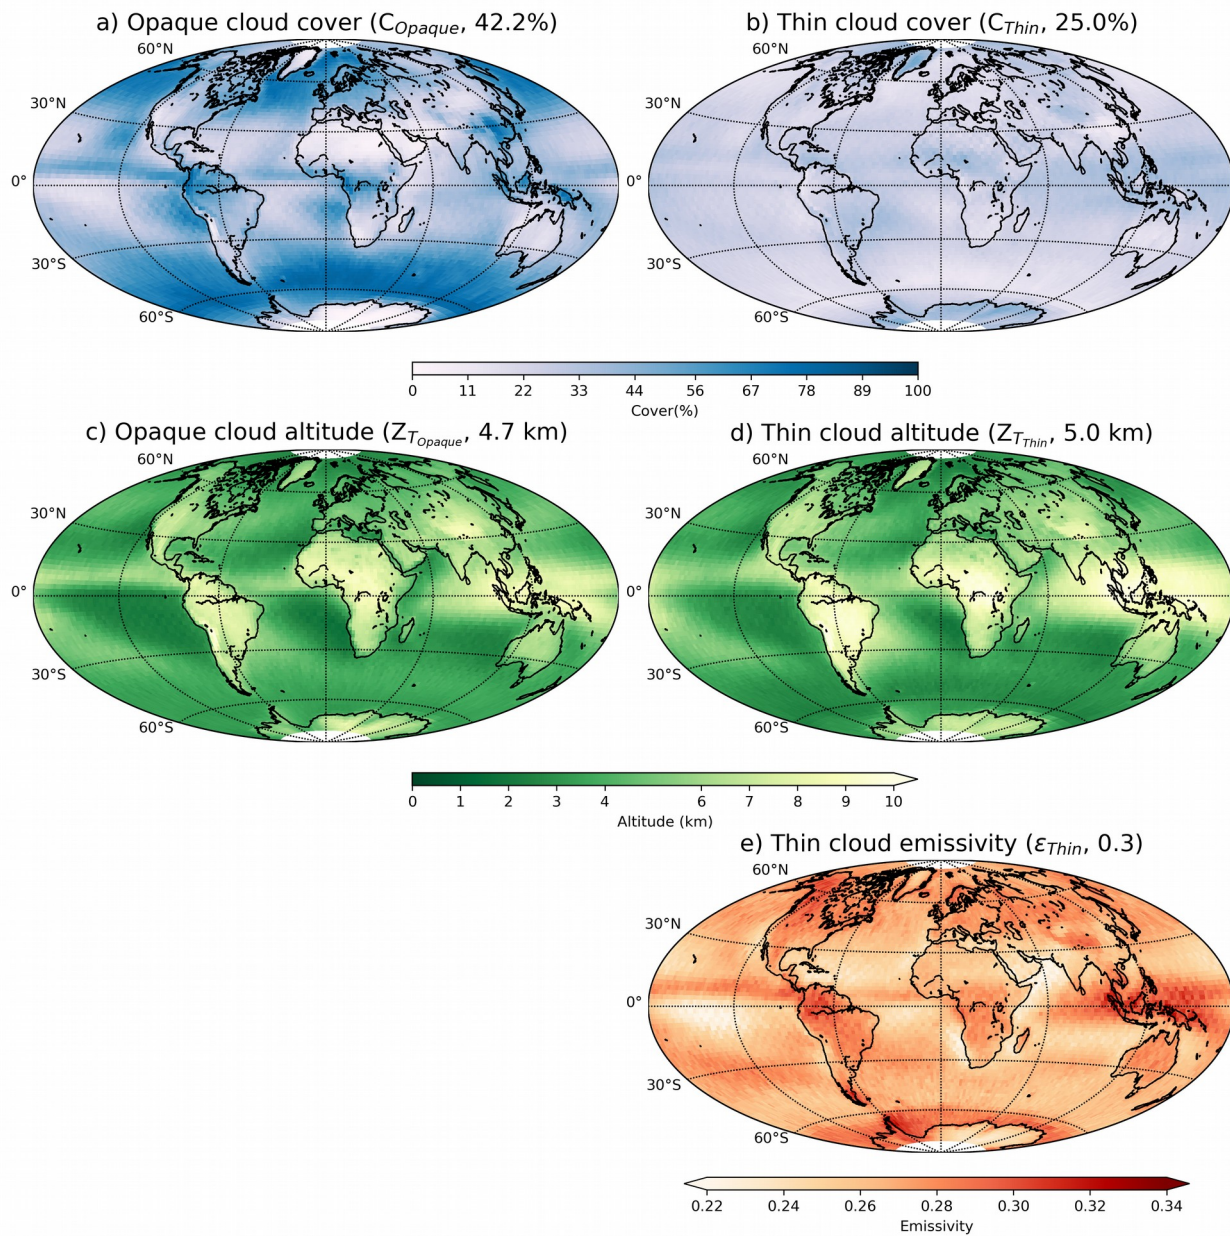 a) Opaque cloud cover (C_Opaque, 42.2%)
b) Thin cloud cover (C_Thin, 25.0%)
60°N
60°N
30°N
30°N
0°
0°
30°S
30°S
60°S
60°S
0 11 22 33 44 56 67 78 89 100
Cover(%)
c) Opaque cloud altitude (Z_T_Opaque, 4.7 km)
d) Thin cloud altitude (Z_T_Thin, 5.0 km)
60°N
60°N
30°N
30°N
0°
0°
30°S
30°S
60°S
60°S
0 1 2 3 4 6 7 8 9 10
Altitude (km)
e) Thin cloud emissivity (ε_Thin, 0.3)
60°N
30°N
0°
30°S
60°S
0.22 0.24 0.26 0.28 0.30 0.32 0.34
Emissivity